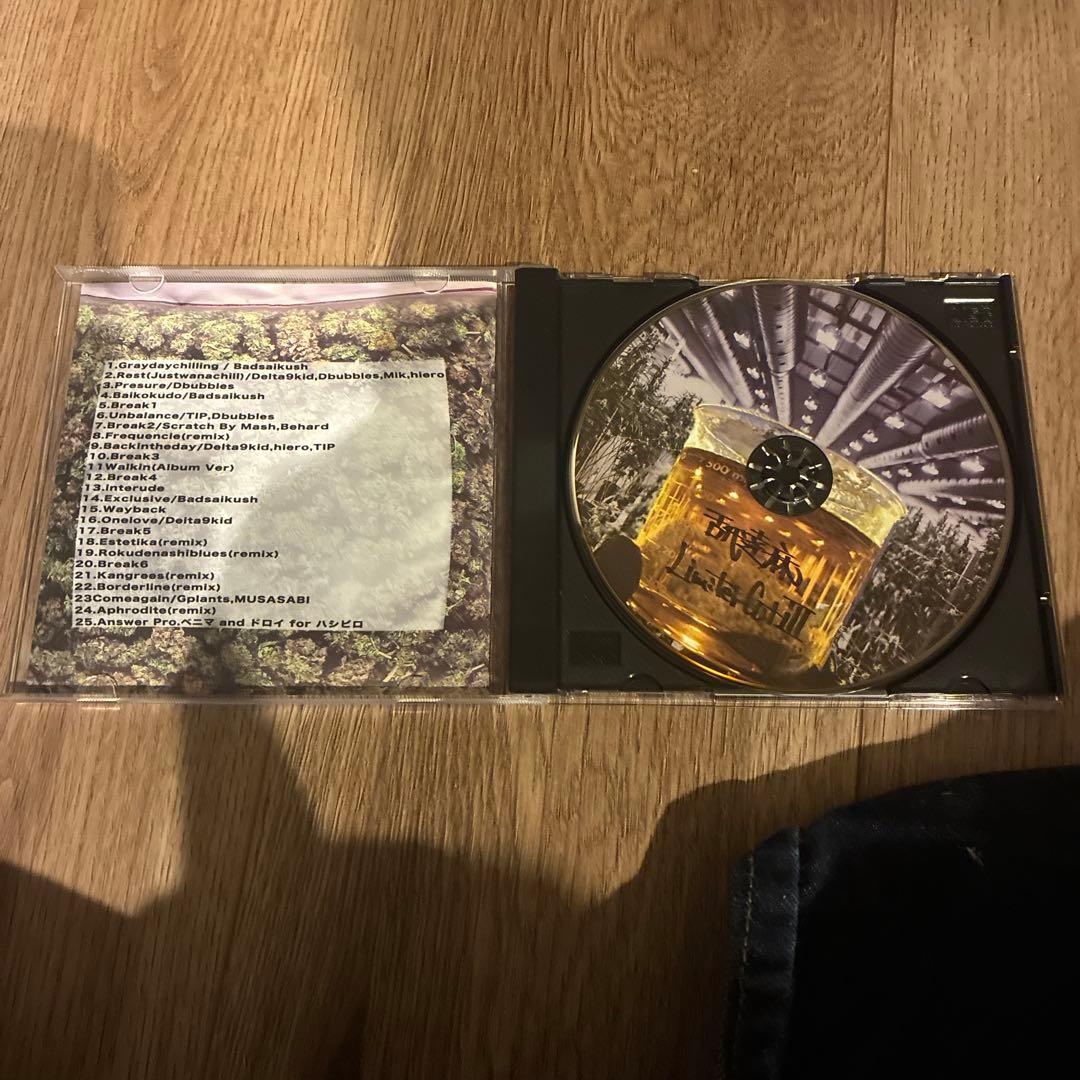 1.Graydaychilling / Badsaikush
2.Rest(Justwanachill)/Delta9kid,Dbubbles,Mik,hiero
3.Presure/Dbubbles
4.Baikokudo/Badsaikush
5.Break1
6.Unbalance/TIP,Dbubbles
7.Break2/Scratch By Mash,Behard
8.Frequencie(remix)
9.Backintheday/Delta9kid,hiero,TIP
10.Break3
11Walkin(Album Ver)
12.Break4
13.Interude
14.Exclusive/Badsaikush
15.Wayback
16.Onelove/Delta9kid
17.Break5
18.Estetika(remix)
19.Rokudenashiblues(remix)
20.Break6
21.Kangrees(remix)
22.Borderline(remix)
23Comeagain/Gplants,MUSASABI
24.Aphrodite(remix)
25.Answer Pro.ベニマ and ドロイ for ハシピロ
500 m